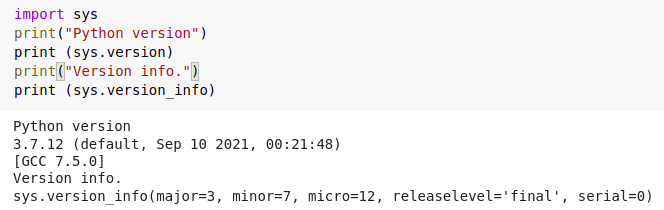 import sys
print("Python version")
print (sys.version)
print("Version info.")
print (sys.version_info)
Python version
3.7.12 (default, Sep 10 2021, 00:21:48)
[GCC 7.5.0]
Version info.
sys.version_info(major=3, minor=7, micro=12, releaselevel='final', serial=0)